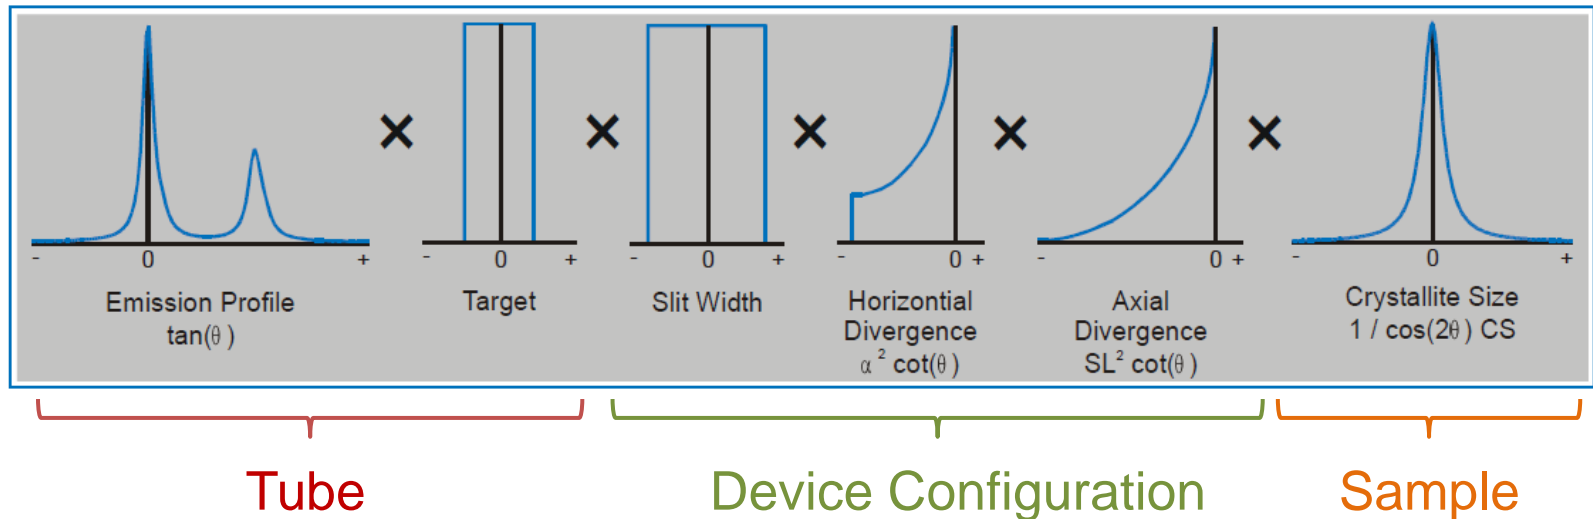 × × × × ×
- 0 +
- 0 +
- 0 +
- 0 +
- 0 +
- 0 +
Emission Profile
tan(θ)
Target
Slit Width
Horizontial
Divergence
α² cot(θ)
Axial
Divergence
SL² cot(θ)
Crystallite Size
1 / cos(2θ) CS
Tube
Device Configuration
Sample